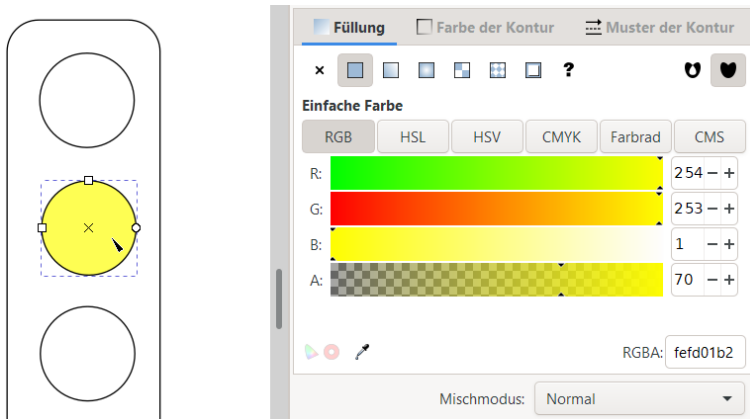 Füllung Farbe der Kontur Muster der Kontur
?
Einfache Farbe
RGB HSL HSV CMYK Farbrad CMS
R: 254 − +
G: 253 − +
B: 1 − +
A: 70 − +
RGBA: fefd01b2
Mischmodus: Normal